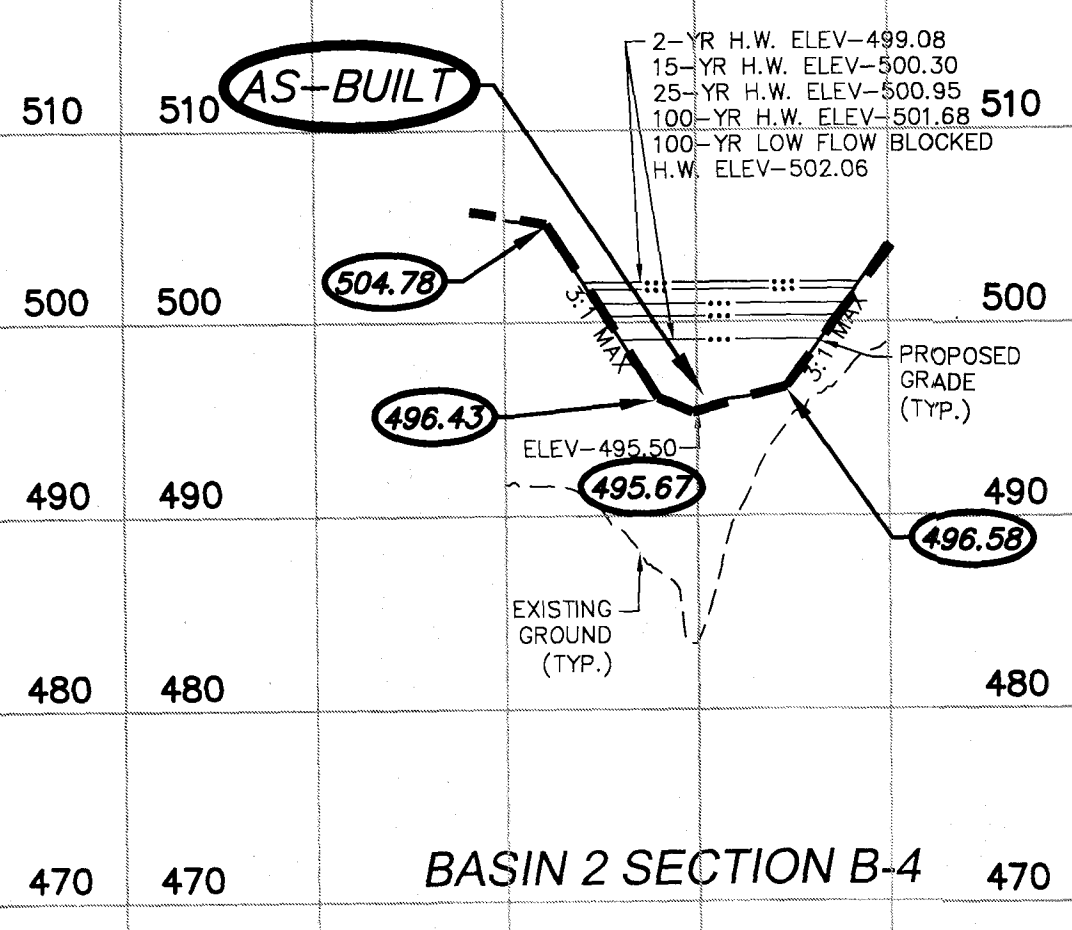 2-YR H.W. ELEV-499.08
15-YR H.W. ELEV-500.30
25-YR H.W. ELEV-500.95
100-YR H.W. ELEV-501.68
100-YR LOW FLOW BLOCKED
H.W. ELEV-502.06
AS-BUILT
510 510 510
504.78
500 500 500
3:1 MAX
3:1 MAX
PROPOSED
GRADE
(TYP.)
496.43
ELEV-495.50
495.67
490 490 490
496.58
EXISTING
GROUND
(TYP.)
480 480 480
BASIN 2 SECTION B-4
470 470 470